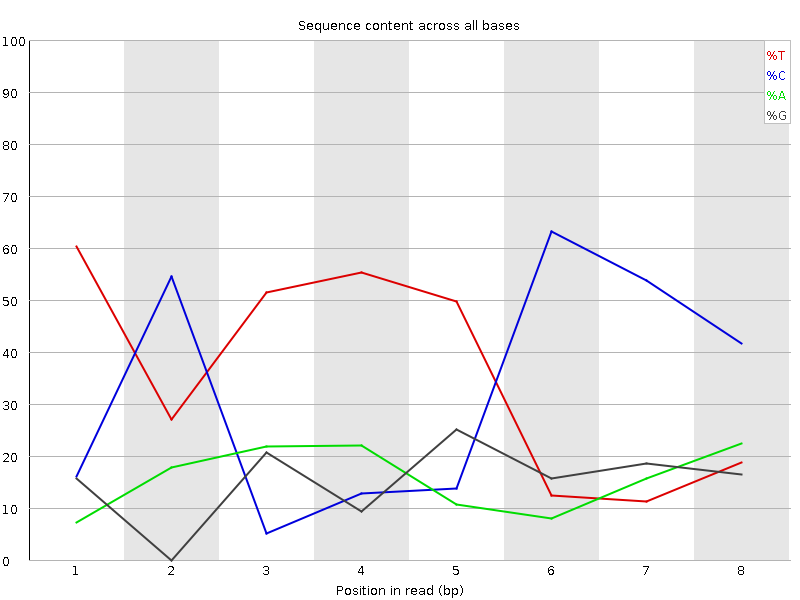 Sequence content across all bases
100
90
80
70
60
50
40
30
20
10
0
%T
%C
%A
%G
1 2 3 4 5 6 7 8
Position in read (bp)